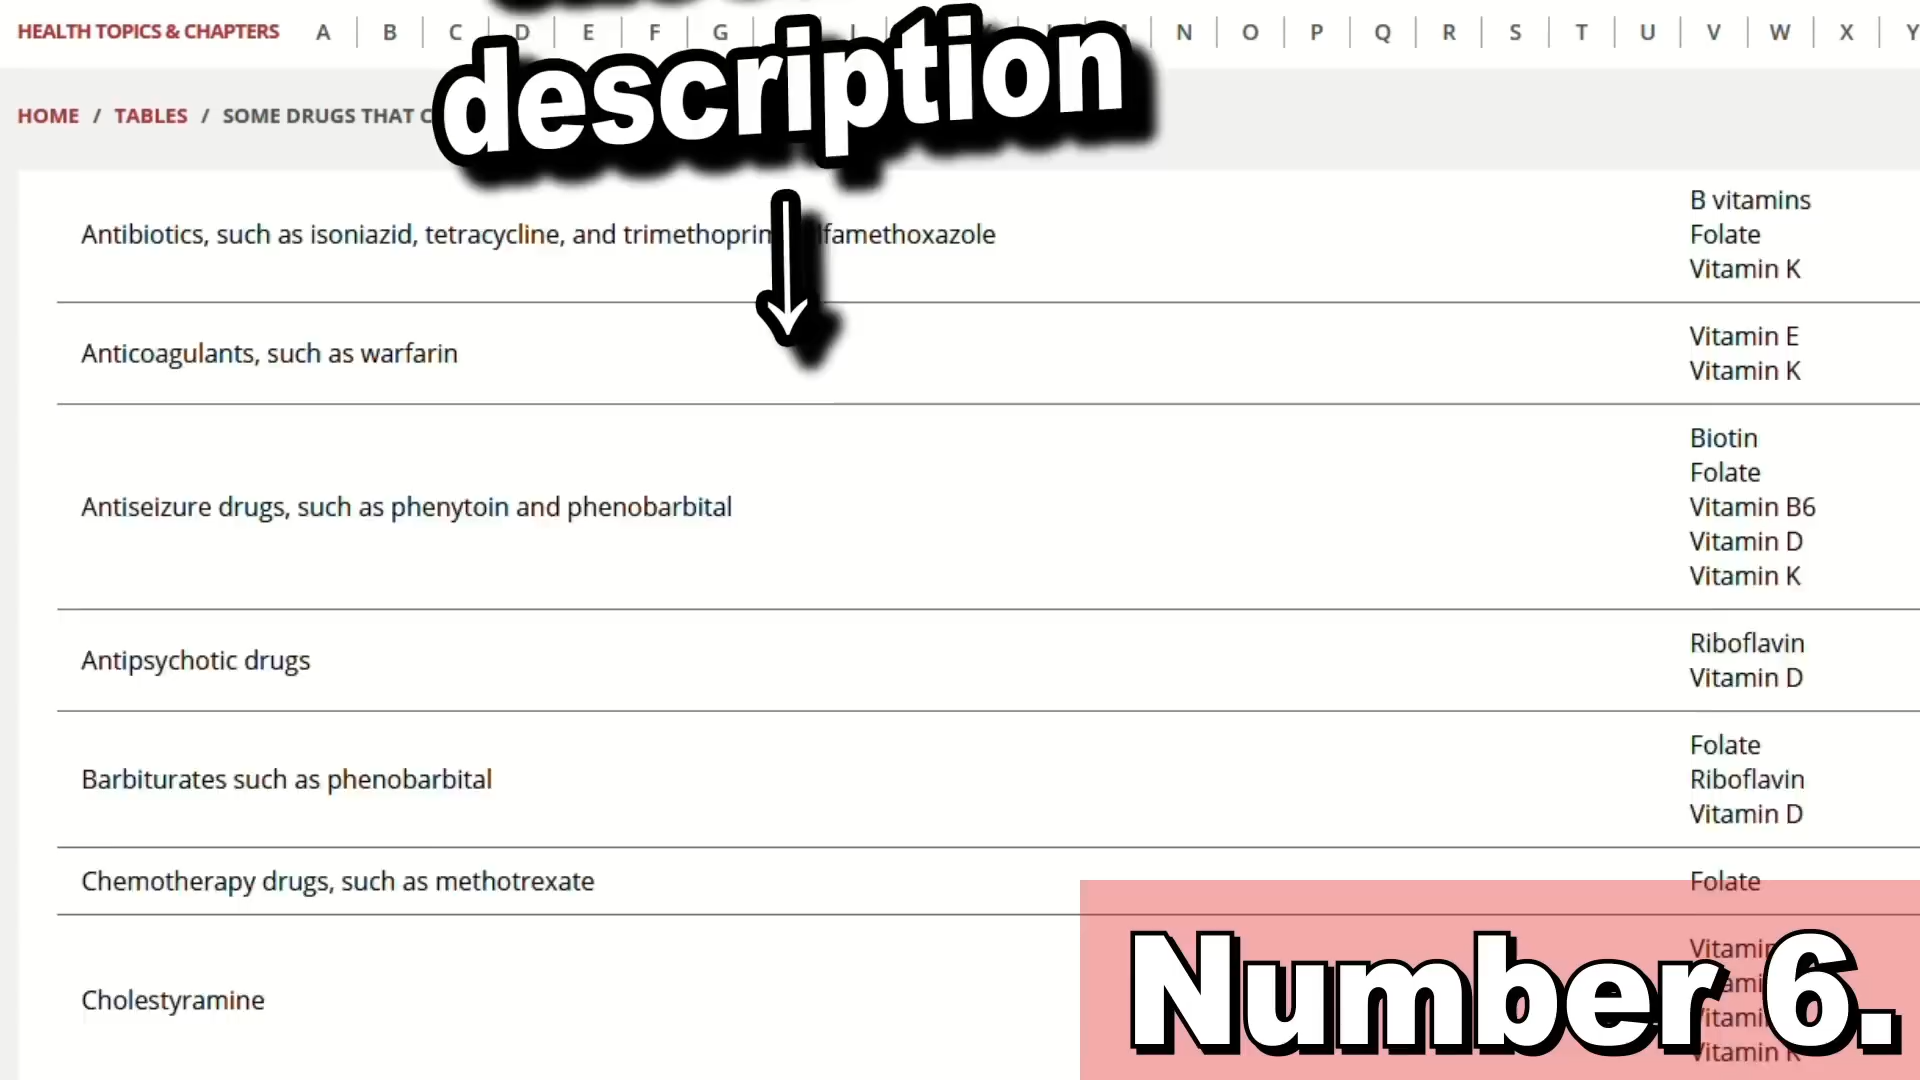 HEALTH TOPICS & CHAPTERS A B C D E F G N O P Q R S T U V W X Y
description
HOME / TABLES / SOME DRUGS THAT
Antibiotics, such as isoniazid, tetracycline, and
B vitamins
Folate
Vitamin K
Anticoagulants, such as warfarin
Vitamin E
Vitamin K
Antiseizure drugs, such as phenytoin and phenobarbital
Biotin
Folate
Vitamin B6
Vitamin D
Vitamin K
Antipsychotic drugs
Riboflavin
Vitamin D
Barbiturates such as phenobarbital
Folate
Riboflavin
Vitamin D
Chemotherapy drugs, such as methotrexate
Folate
Cholestyramine
Vitamin K
Number 6.